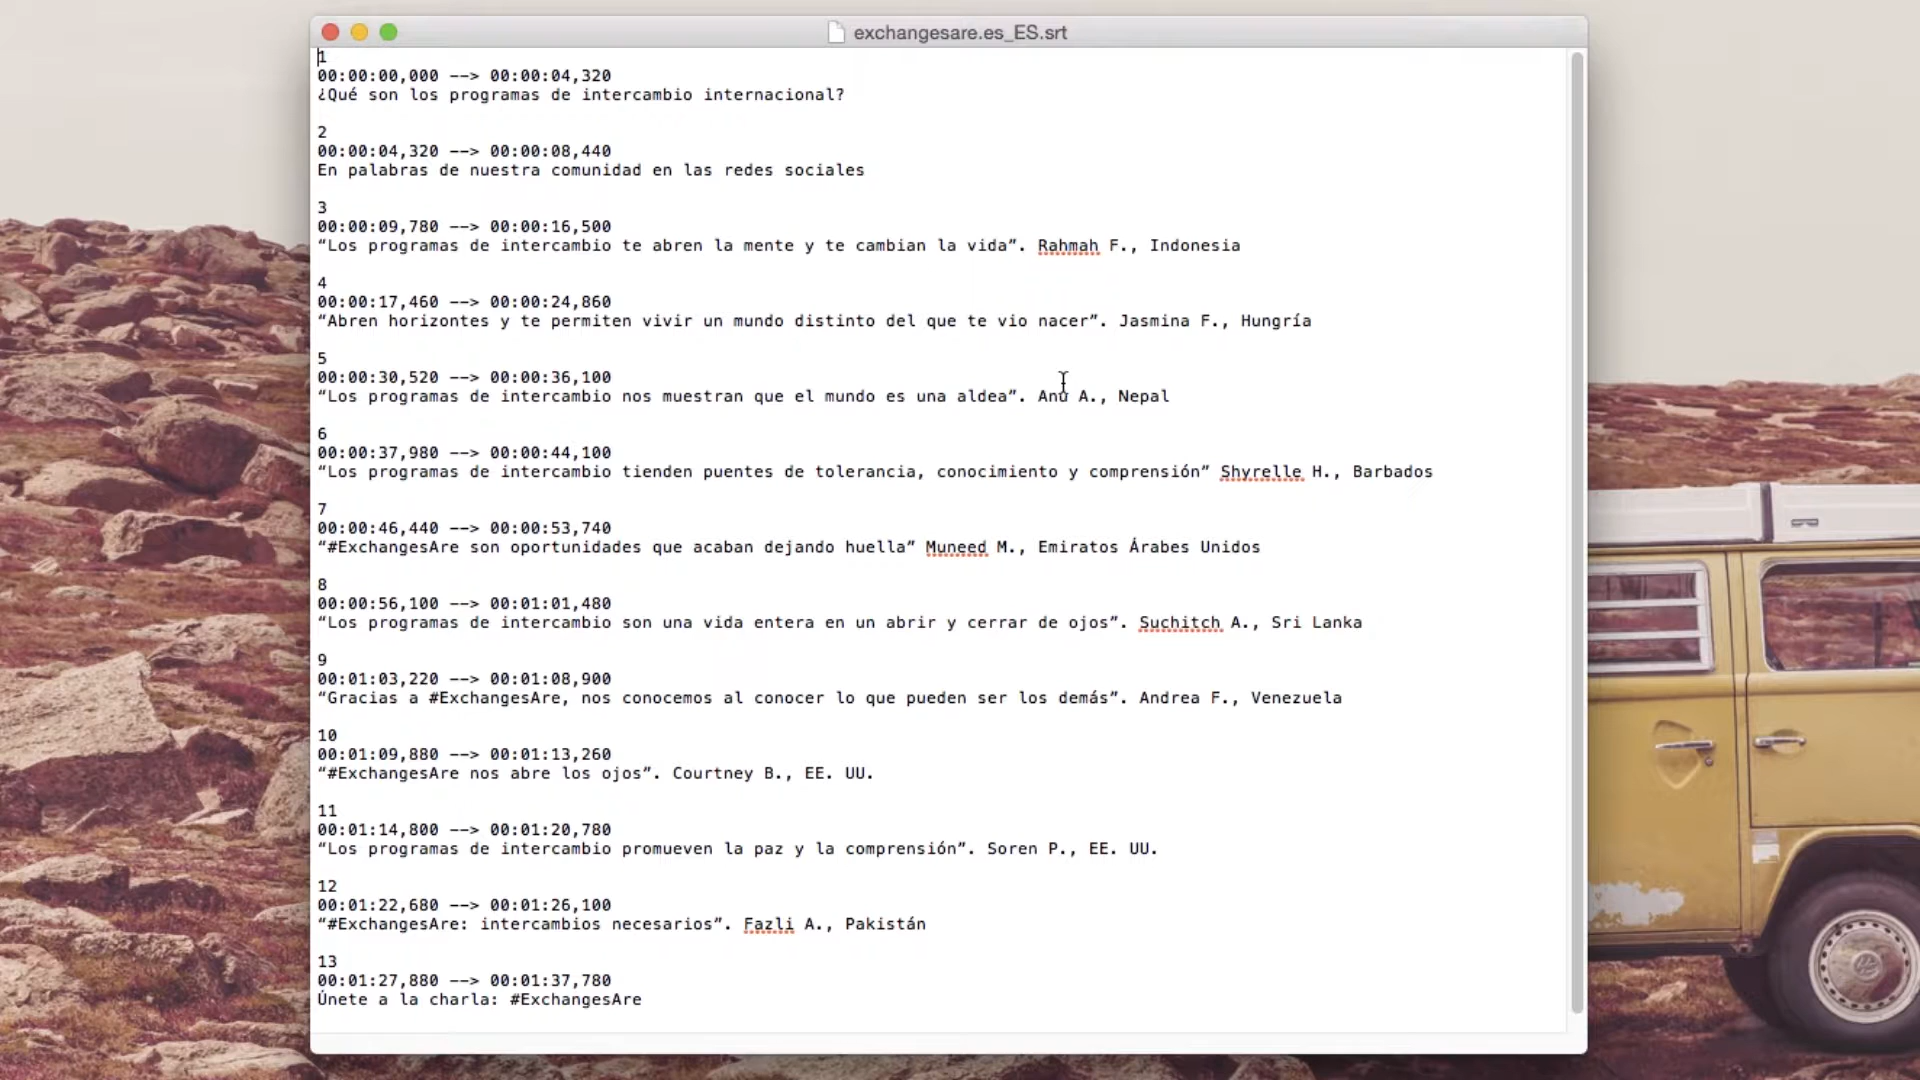 exchangesare.es_ES.srt
1
00:00:00,000 --> 00:00:04,320
¿Qué son los programas de intercambio internacional?
2
00:00:04,320 --> 00:00:08,440
En palabras de nuestra comunidad en las redes sociales
3
00:00:09,780 --> 00:00:16,500
“Los programas de intercambio te abren la mente y te cambian la vida”. Rahmah F., Indonesia
4
00:00:17,460 --> 00:00:24,860
“Abren horizontes y te permiten vivir un mundo distinto del que te vio nacer”. Jasmina F., Hungría
5
00:00:30,520 --> 00:00:36,100
“Los programas de intercambio nos muestran que el mundo es una aldea”. Anu A., Nepal
6
00:00:37,980 --> 00:00:44,100
“Los programas de intercambio tienden puentes de tolerancia, conocimiento y comprensión” Shyrelle H., Barbados
7
00:00:46,440 --> 00:00:53,740
“#ExchangesAre son oportunidades que acaban dejando huella” Muneed M., Emiratos Árabes Unidos
8
00:00:56,100 --> 00:01:01,480
“Los programas de intercambio son una vida entera en un abrir y cerrar de ojos”. Suchitch A., Sri Lanka
9
00:01:03,220 --> 00:01:08,900
“Gracias a #ExchangesAre, nos conocemos al conocer lo que pueden ser los demás”. Andrea F., Venezuela
10
00:01:09,880 --> 00:01:13,260
“#ExchangesAre nos abre los ojos”. Courtney B., EE. UU.
11
00:01:14,800 --> 00:01:20,780
“Los programas de intercambio promueven la paz y la comprensión”. Soren P., EE. UU.
12
00:01:22,680 --> 00:01:26,100
“#ExchangesAre: intercambios necesarios”. Fazli A., Pakistán
13
00:01:27,880 --> 00:01:37,780
Únete a la charla: #ExchangesAre